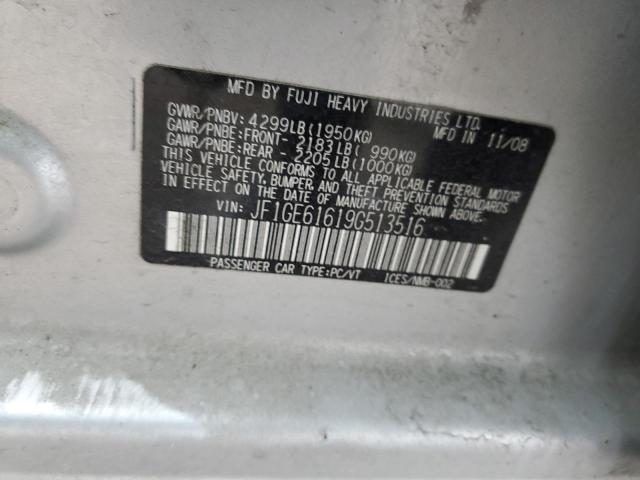 MFD BY FUJI HEAVY INDUSTRIES LTD.
GVWR/PNBV: 4299LB(1950KG) MFD IN 11/08
GAWR/PNBE:FRONT- 2183LB( 990KG)
GAWR/PNBE:REAR - 2205LB(1000KG)
THIS VEHICLE CONFORMS TO ALL APPLICABLE FEDERAL MOTOR
VEHICLE SAFETY, BUMPER, AND THEFT PREVENTION STANDARDS
IN EFFECT ON THE DATE OF MANUFACTURE SHOWN ABOVE.
VIN: JF1GE61619G513516
PASSENGER CAR TYPE:PC/VT ICES/NMB-002